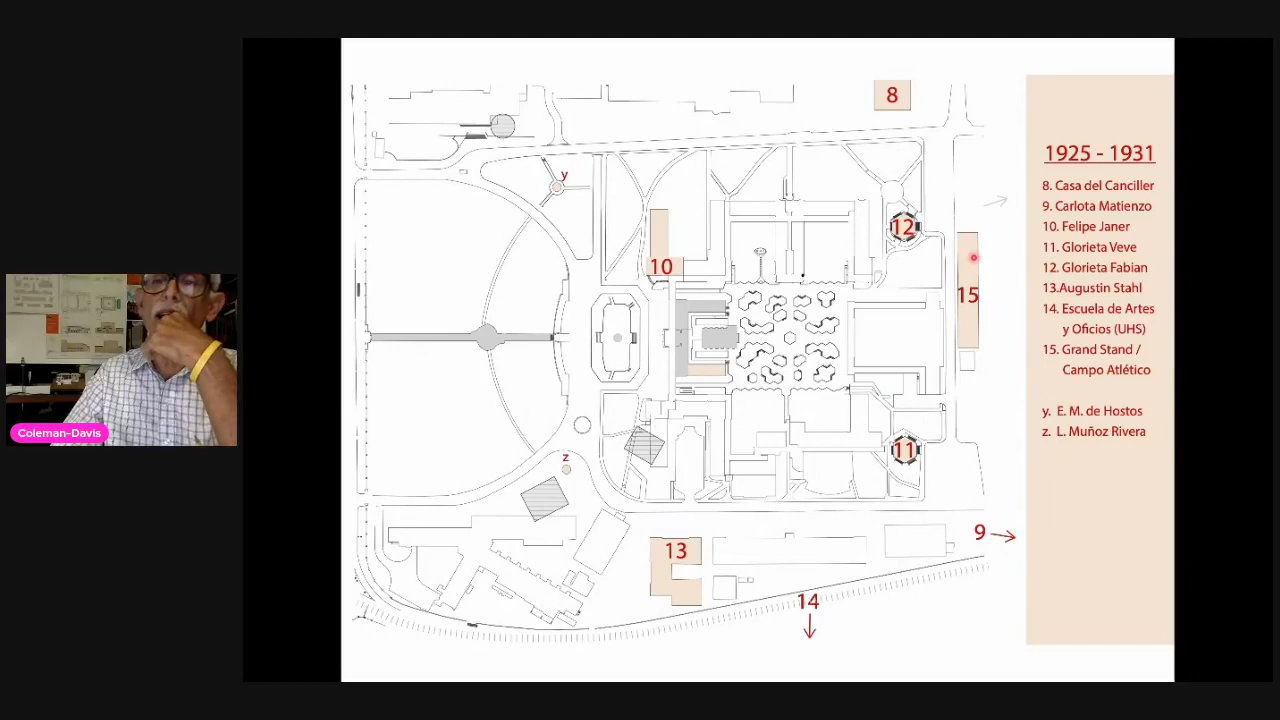 8
y
12
10
15
z
11
9
13
14
1925 - 1931
8. Casa del Canciller
9. Carlota Matienzo
10. Felipe Janer
11. Glorieta Veve
12. Glorieta Fabian
13.Augustin Stahl
14. Escuela de Artes
y Oficios (UHS)
15. Grand Stand /
Campo Atlético
y. E. M. de Hostos
z. L. Muñoz Rivera
Coleman-Davis